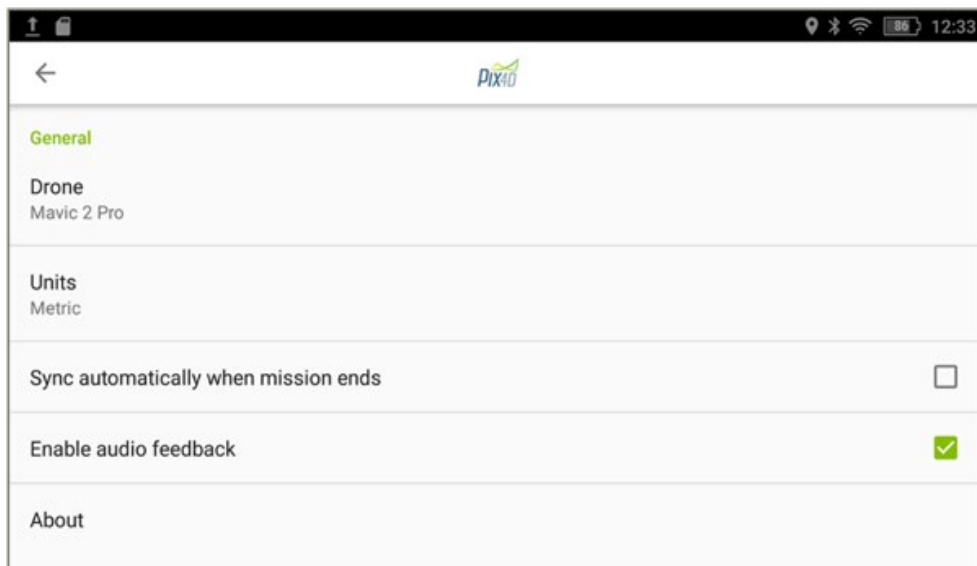 86 12:33
Pix4D
General
Drone
Mavic 2 Pro
Units
Metric
Sync automatically when mission ends
Enable audio feedback
About